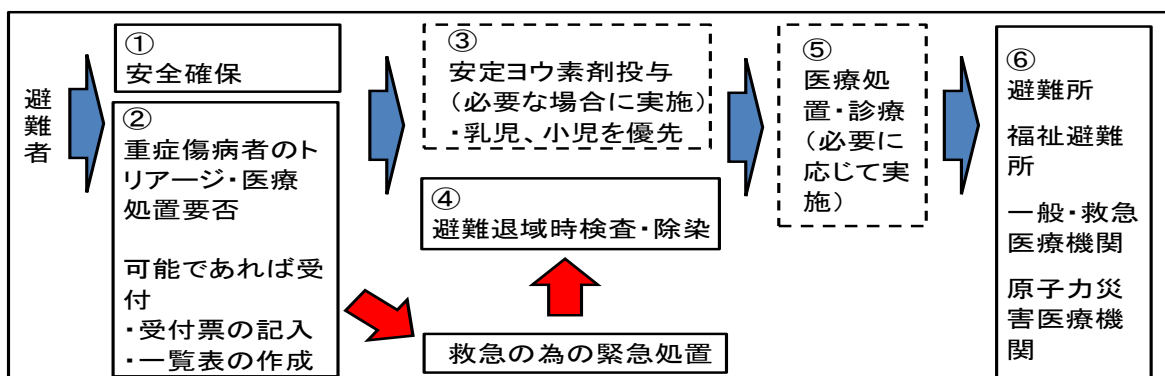 避難者
①
安全確保
②
重症傷病者のト
リアージ・医療
処置要否
可能であれば受
付
・受付票の記入
・一覧表の作成
③
安定ヨウ素剤投与
(必要な場合に実施)
・乳児、小児を優先
④
避難退域時検査・除染
救急の為の緊急処置
⑤
医療処
置・診療
(必要に
応じて実
施)
⑥
避難所
福祉避難
所
一般・救急
医療機関
原子力災
害医療機
関